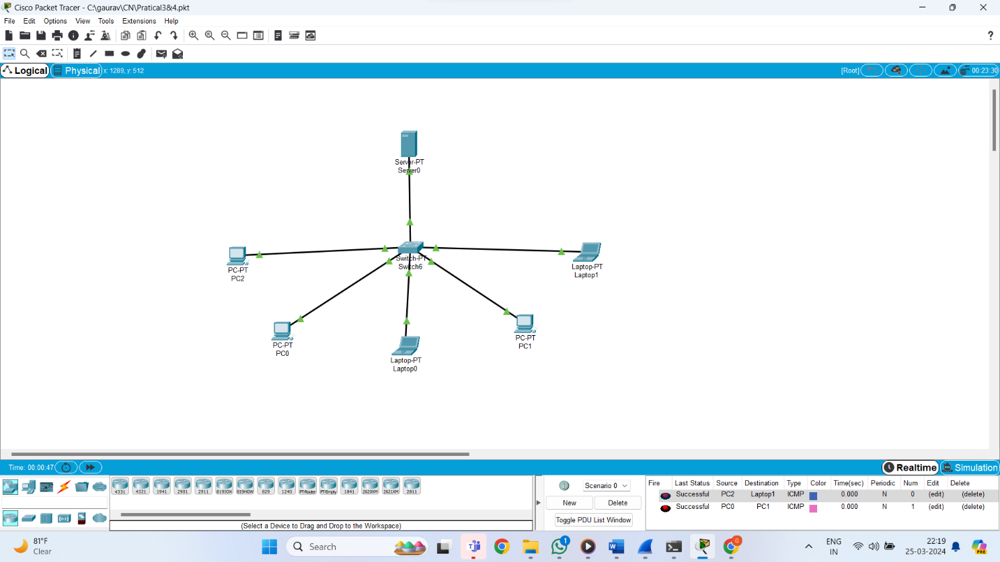 Cisco Packet Tracer - C:\gaurav\CN\Pratical3&4.pkt
File Edit Options View Tools Extensions Help
?
Logical Physical x: 1289, y: 512 [Root] 00:23:30
Server-PT
Server0
Switch-PT
Switch6
PC-PT
PC2
Laptop-PT
Laptop1
PC-PT
PC0
Laptop-PT
Laptop0
PC-PT
PC1
Time: 00:00:47 Realtime Simulation
4331 4321 1941 2901 2911 819IOX 819HGW 829 1240 PT-Router PT-Empty 1841 2620XM 2621XM 2811
(Select a Device to Drag and Drop to the Workspace)
Scenario 0
New Delete
Toggle PDU List Window
Fire Last Status Source Destination Type Color Time(sec) Periodic Num Edit Delete
Successful PC2 Laptop1 ICMP 0.000 N 0 (edit) (delete)
Successful PC0 PC1 ICMP 0.000 N 1 (edit) (delete)
81°F
Clear
Search
1
G
ENG
IN
22:19
25-03-2024
PRE